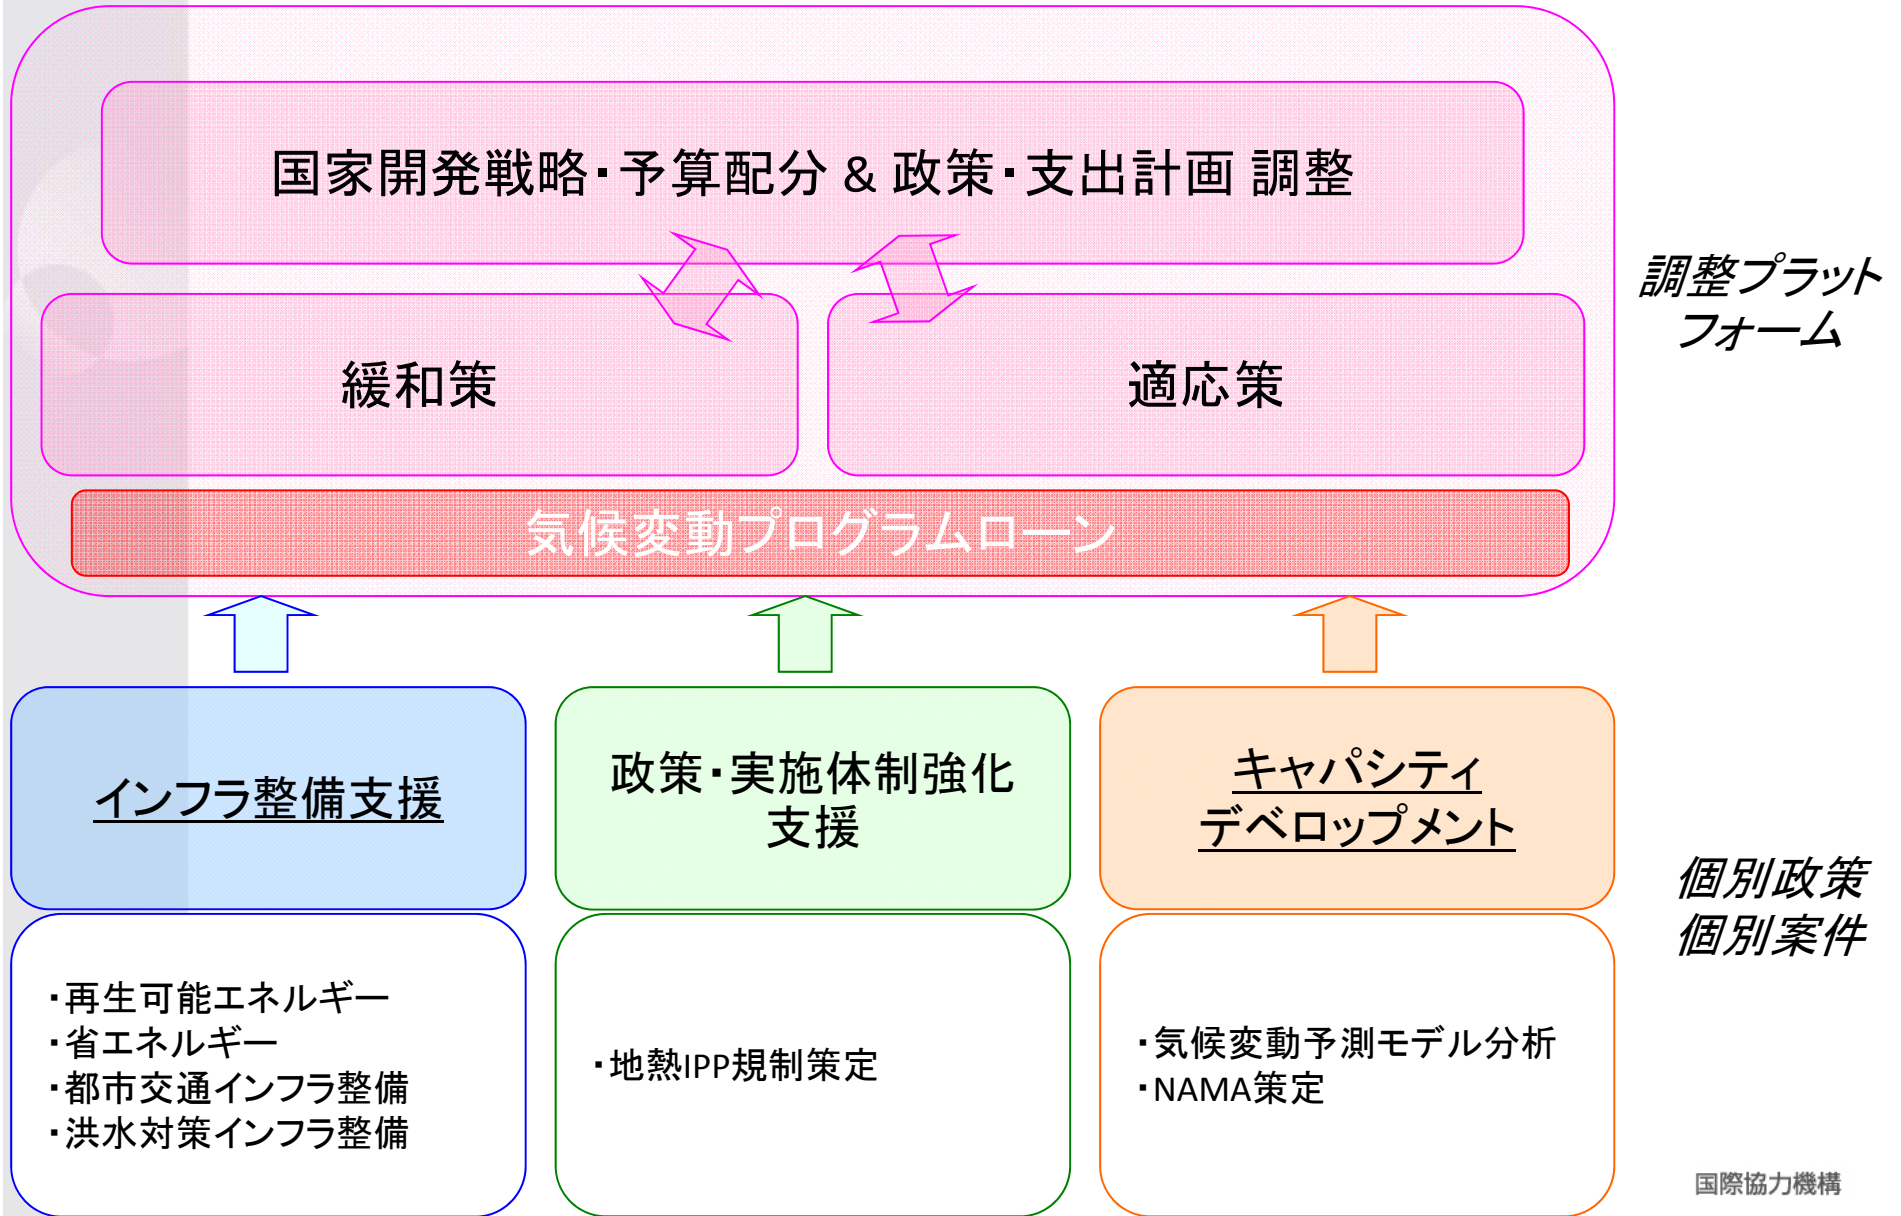 国家開発戦略・予算配分 & 政策・支出計画 調整
緩和策
適応策
気候変動プログラムローン
調整プラット
フォーム
インフラ整備支援
政策・実施体制強化
支援
キャパシティ
デベロップメント
個別政策
個別案件
・再生可能エネルギー
・省エネルギー
・都市交通インフラ整備
・洪水対策インフラ整備
・地熱IPP規制策定
・気候変動予測モデル分析
・NAMA策定
国際協力機構